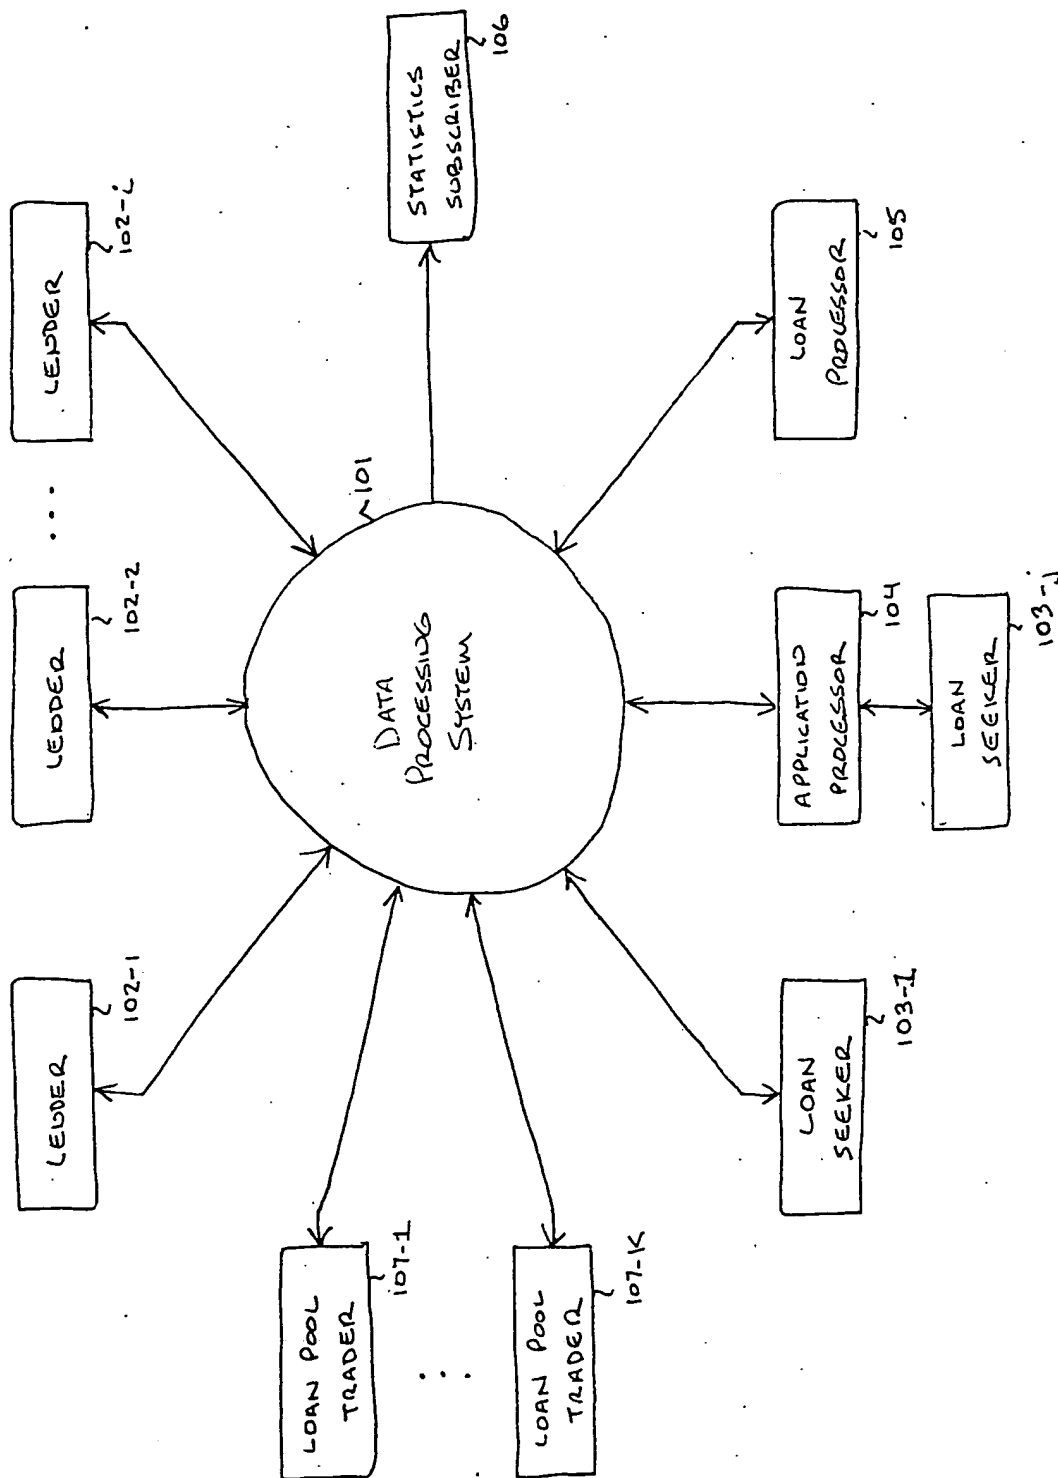 LENDER
102-1
LENDER
102-2
...
LENDER
102-i
LOAN POOL
TRADER
107-1
DATA
PROCESSING
SYSTEM
101
STATISTICS
SUBSCRIBER
106
LOAN POOL
TRADER
107-K
LOAN
SEEKER
103-1
APPLICATION
PROCESSOR
104
LOAN
PROCESSOR
105
LOAN
SEEKER
103-j